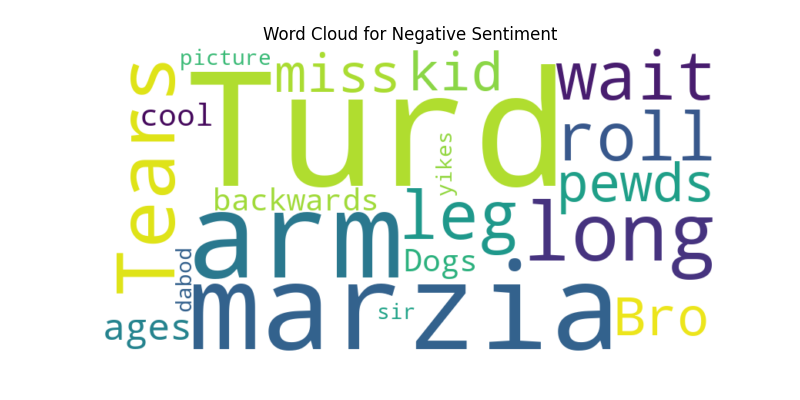 Word Cloud for Negative Sentiment
picture
Tears
cool
Turd
miss
kid
wait
roll
yikes
pewds
backwards
arm
leg
long
Dogs
dabod
marzia
sir
ages
Bro